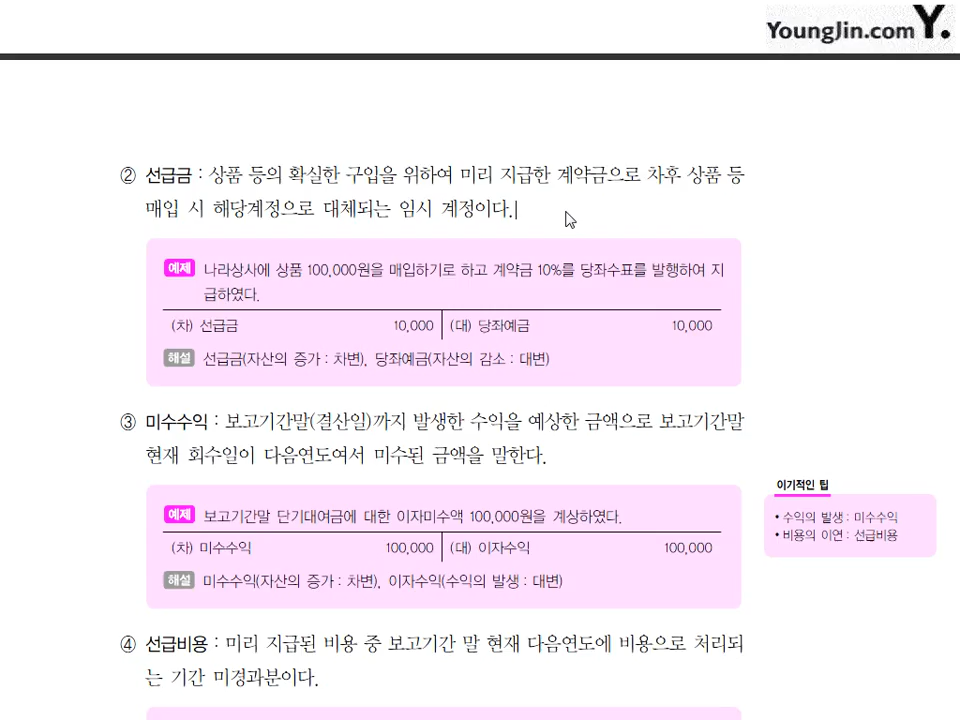 YoungJin.com Y.
② 선급금 : 상품 등의 확실한 구입을 위하여 미리 지급한 계약금으로 차후 상품 등
매입 시 해당계정으로 대체되는 임시 계정이다.
예제 나라상사에 상품 100,000원을 매입하기로 하고 계약금 10%를 당좌수표를 발행하여 지
급하였다.
(차) 선급금 10,000 (대) 당좌예금 10,000
해설 선급금(자산의 증가 : 차변), 당좌예금(자산의 감소 : 대변)
③ 미수수익 : 보고기간말(결산일)까지 발생한 수익을 예상한 금액으로 보고기간말
현재 회수일이 다음연도여서 미수된 금액을 말한다.
예제 보고기간말 단기대여금에 대한 이자미수액 100,000원을 계상하였다.
(차) 미수수익 100,000 (대) 이자수익 100,000
해설 미수수익(자산의 증가 : 차변), 이자수익(수익의 발생 : 대변)
이기적인 팁
• 수익의 발생 : 미수수익
• 비용의 이연 : 선급비용
④ 선급비용 : 미리 지급된 비용 중 보고기간 말 현재 다음연도에 비용으로 처리되
는 기간 미경과분이다.